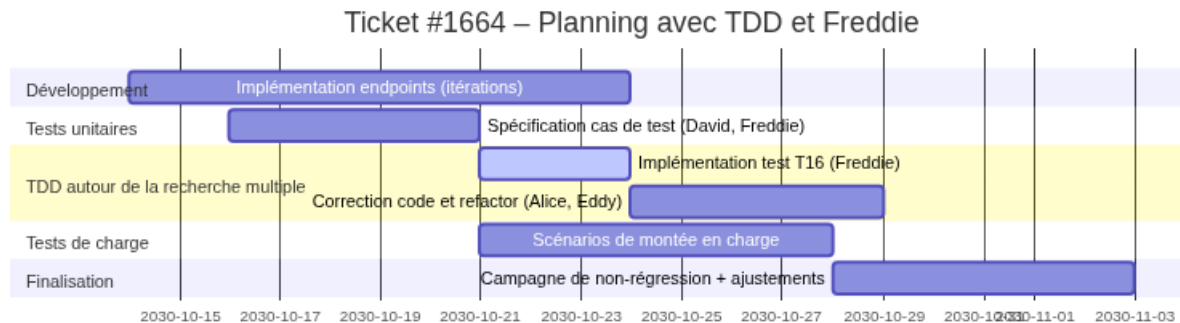 Ticket #1664 – Planning avec TDD et Freddie
Développement
Implémentation endpoints (itérations)
Tests unitaires
Spécification cas de test (David, Freddie)
TDD autour de la recherche multiple
Implémentation test T16 (Freddie)
Correction code et refactor (Alice, Eddy)
Tests de charge
Scénarios de montée en charge
Finalisation
Campagne de non-régression + ajustements
2030-10-15 2030-10-17 2030-10-19 2030-10-21 2030-10-23 2030-10-25 2030-10-27 2030-10-29 2030-10-31 2030-11-01 2030-11-03